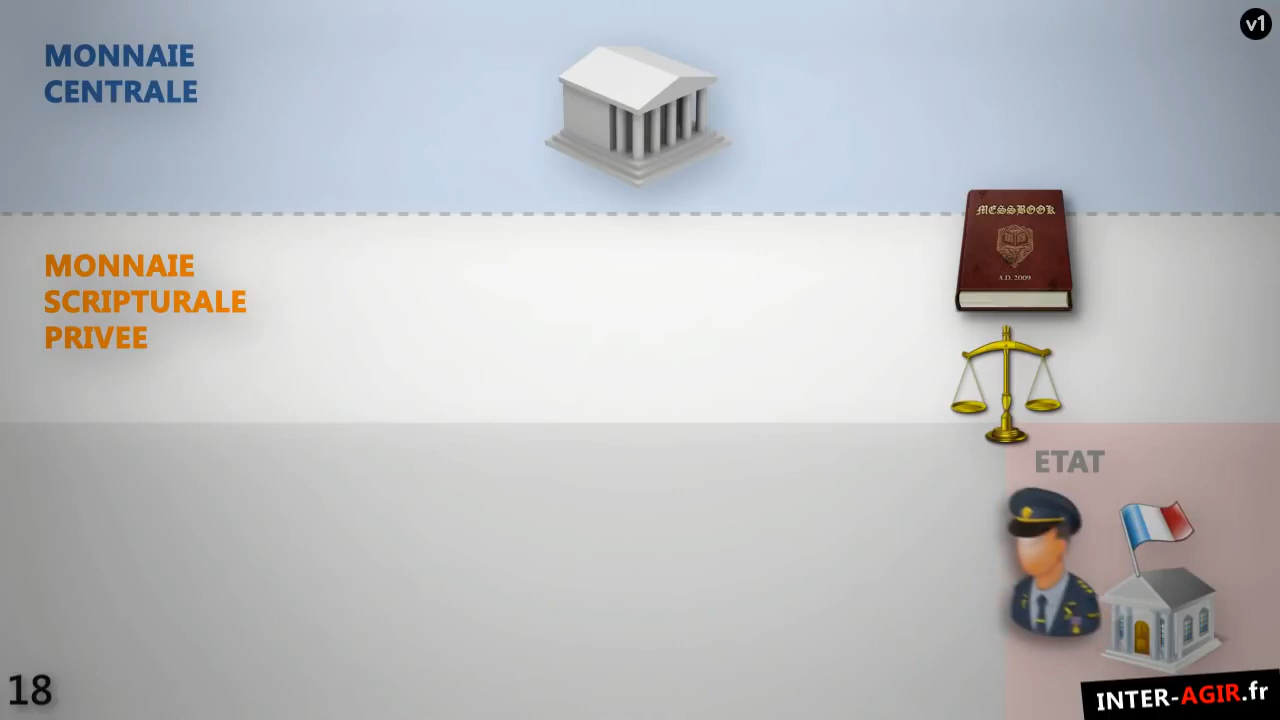 MONNAIE
CENTRALE
v1
MESSBOOK
A.D. 2009
MONNAIE
SCRIPTURALE
PRIVEE
ETAT
18
INTER-AGIR.fr